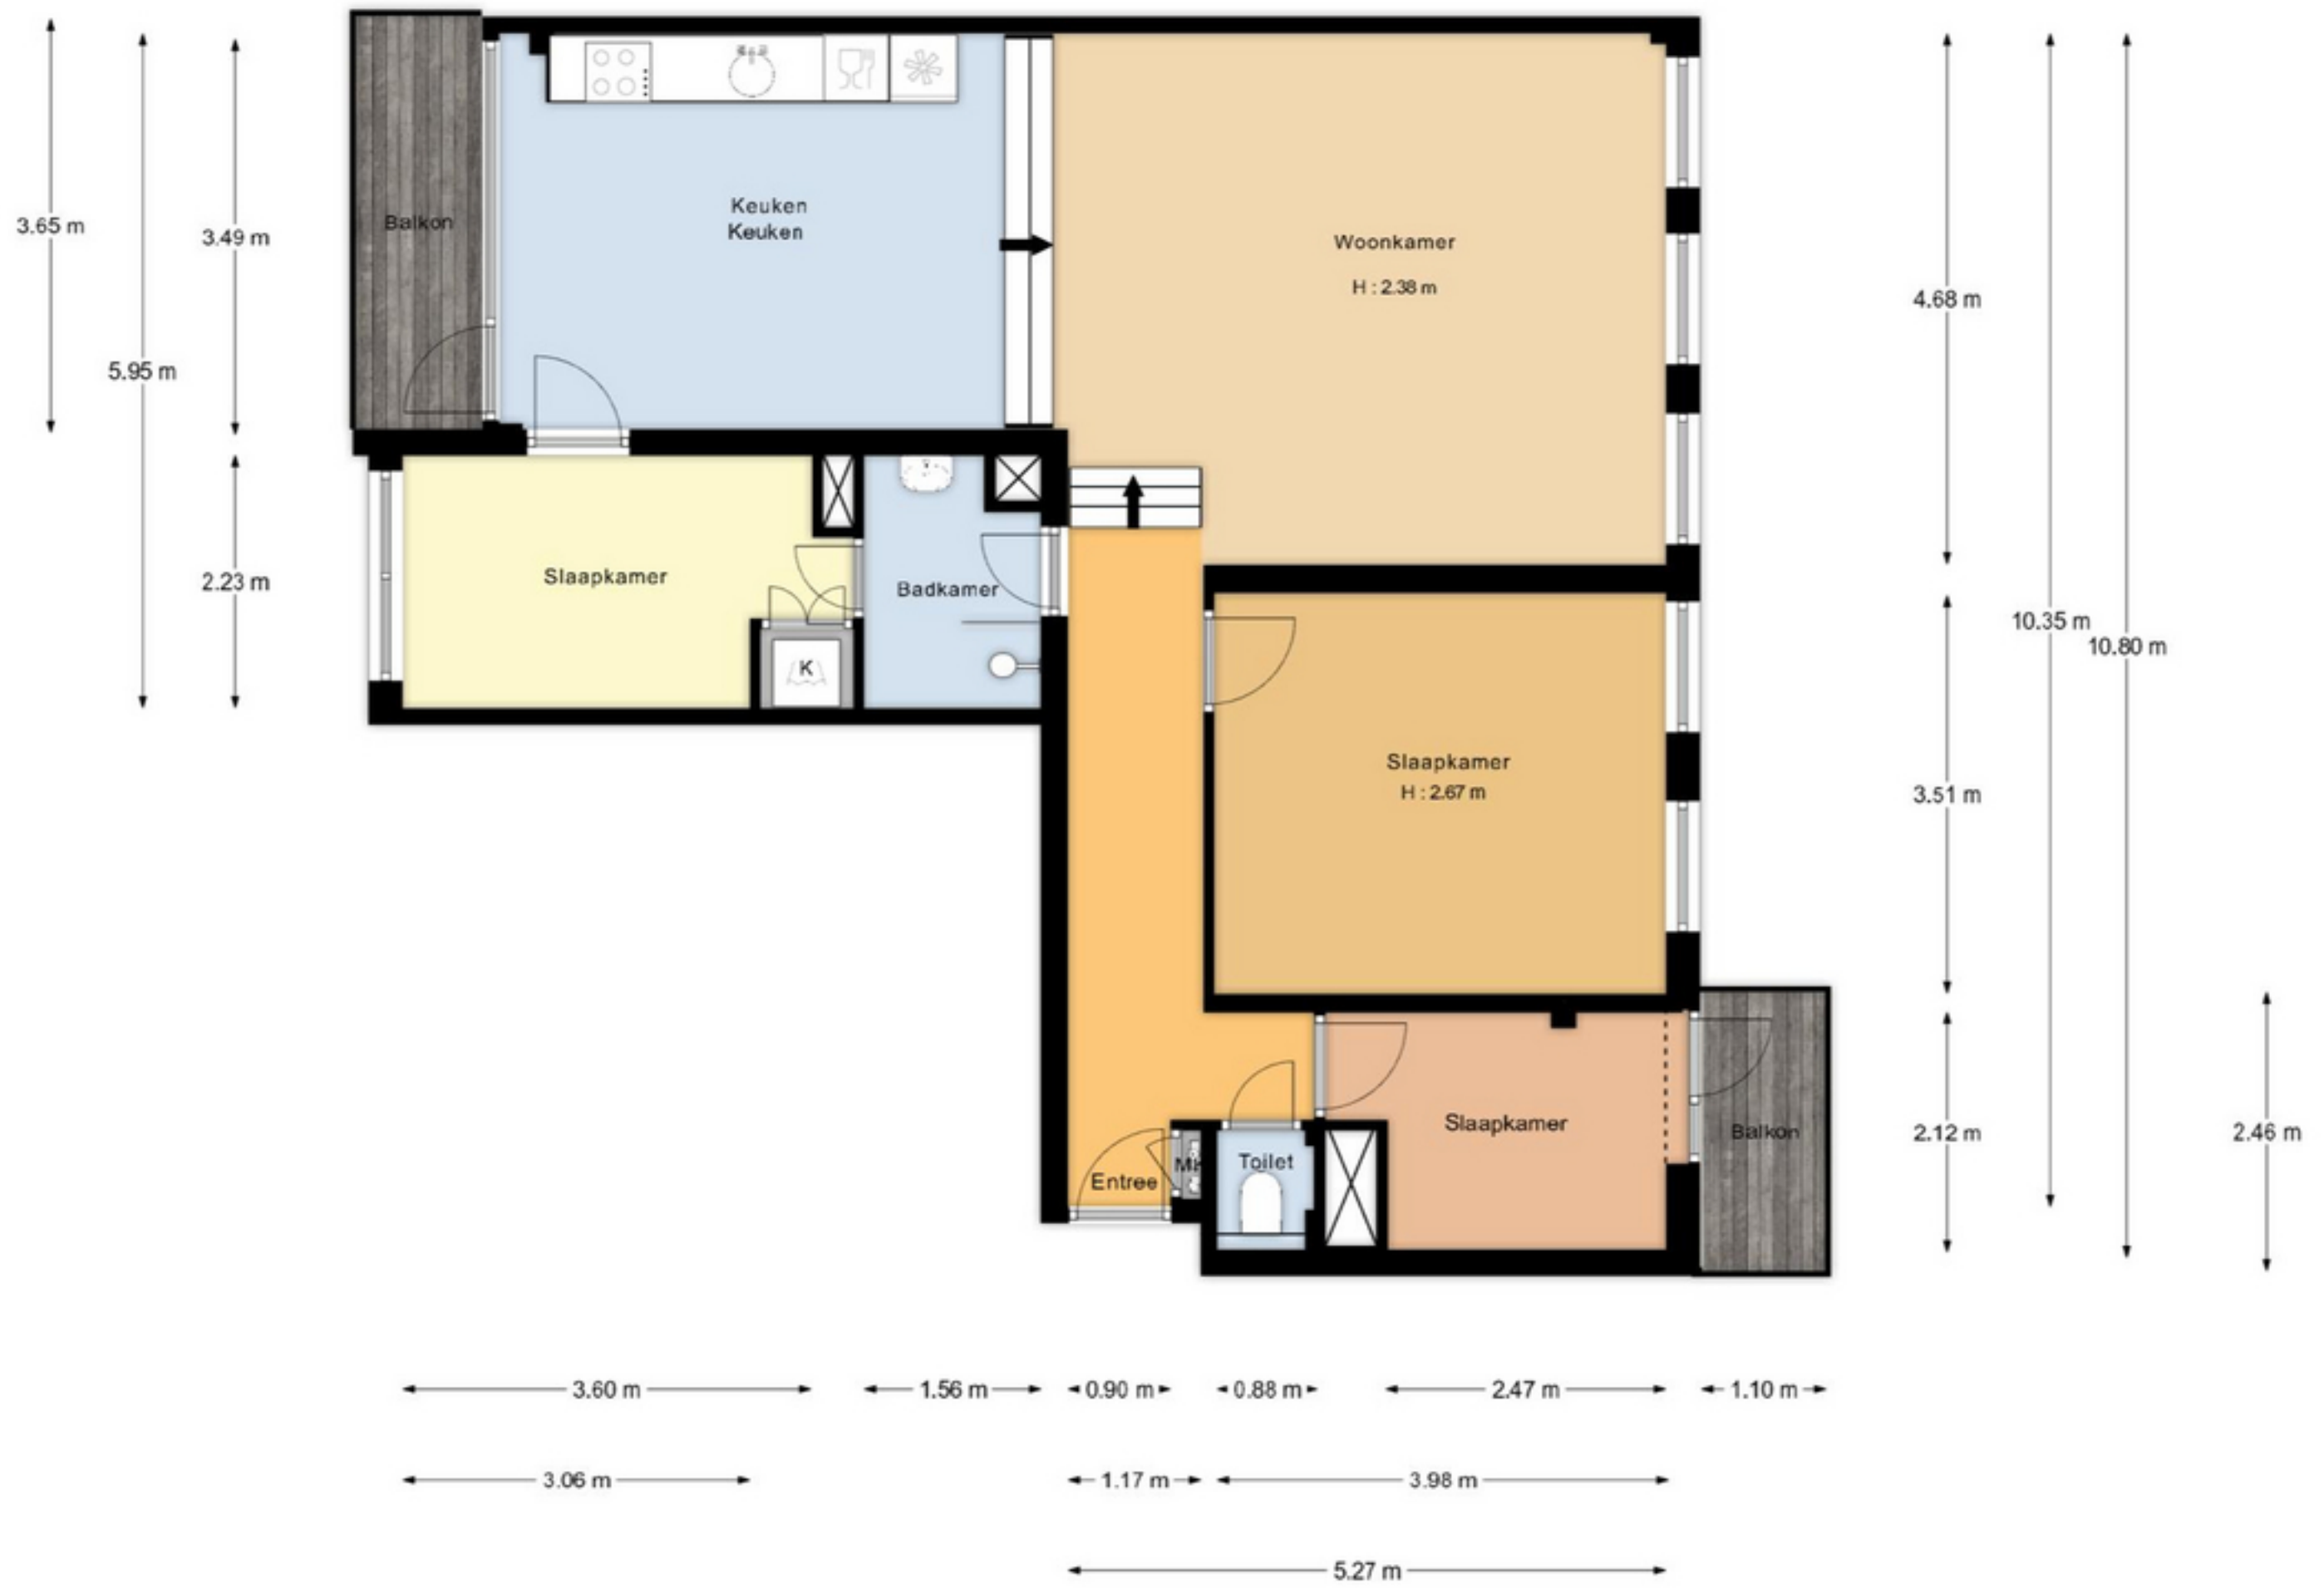 3.65 m
5.95 m
3.49 m
2.23 m
Balkon
Keuken
Keuken
Woonkamer
H : 2.38 m
Slaapkamer
Badkamer
K
Slaapkamer
H : 2.67 m
Slaapkamer
Balkon
Toilet
Entree
4.68 m
3.51 m
2.12 m
10.35 m
10.80 m
2.46 m
3.60 m
1.56 m
0.90 m
0.88 m
2.47 m
1.10 m
3.06 m
1.17 m
3.98 m
5.27 m